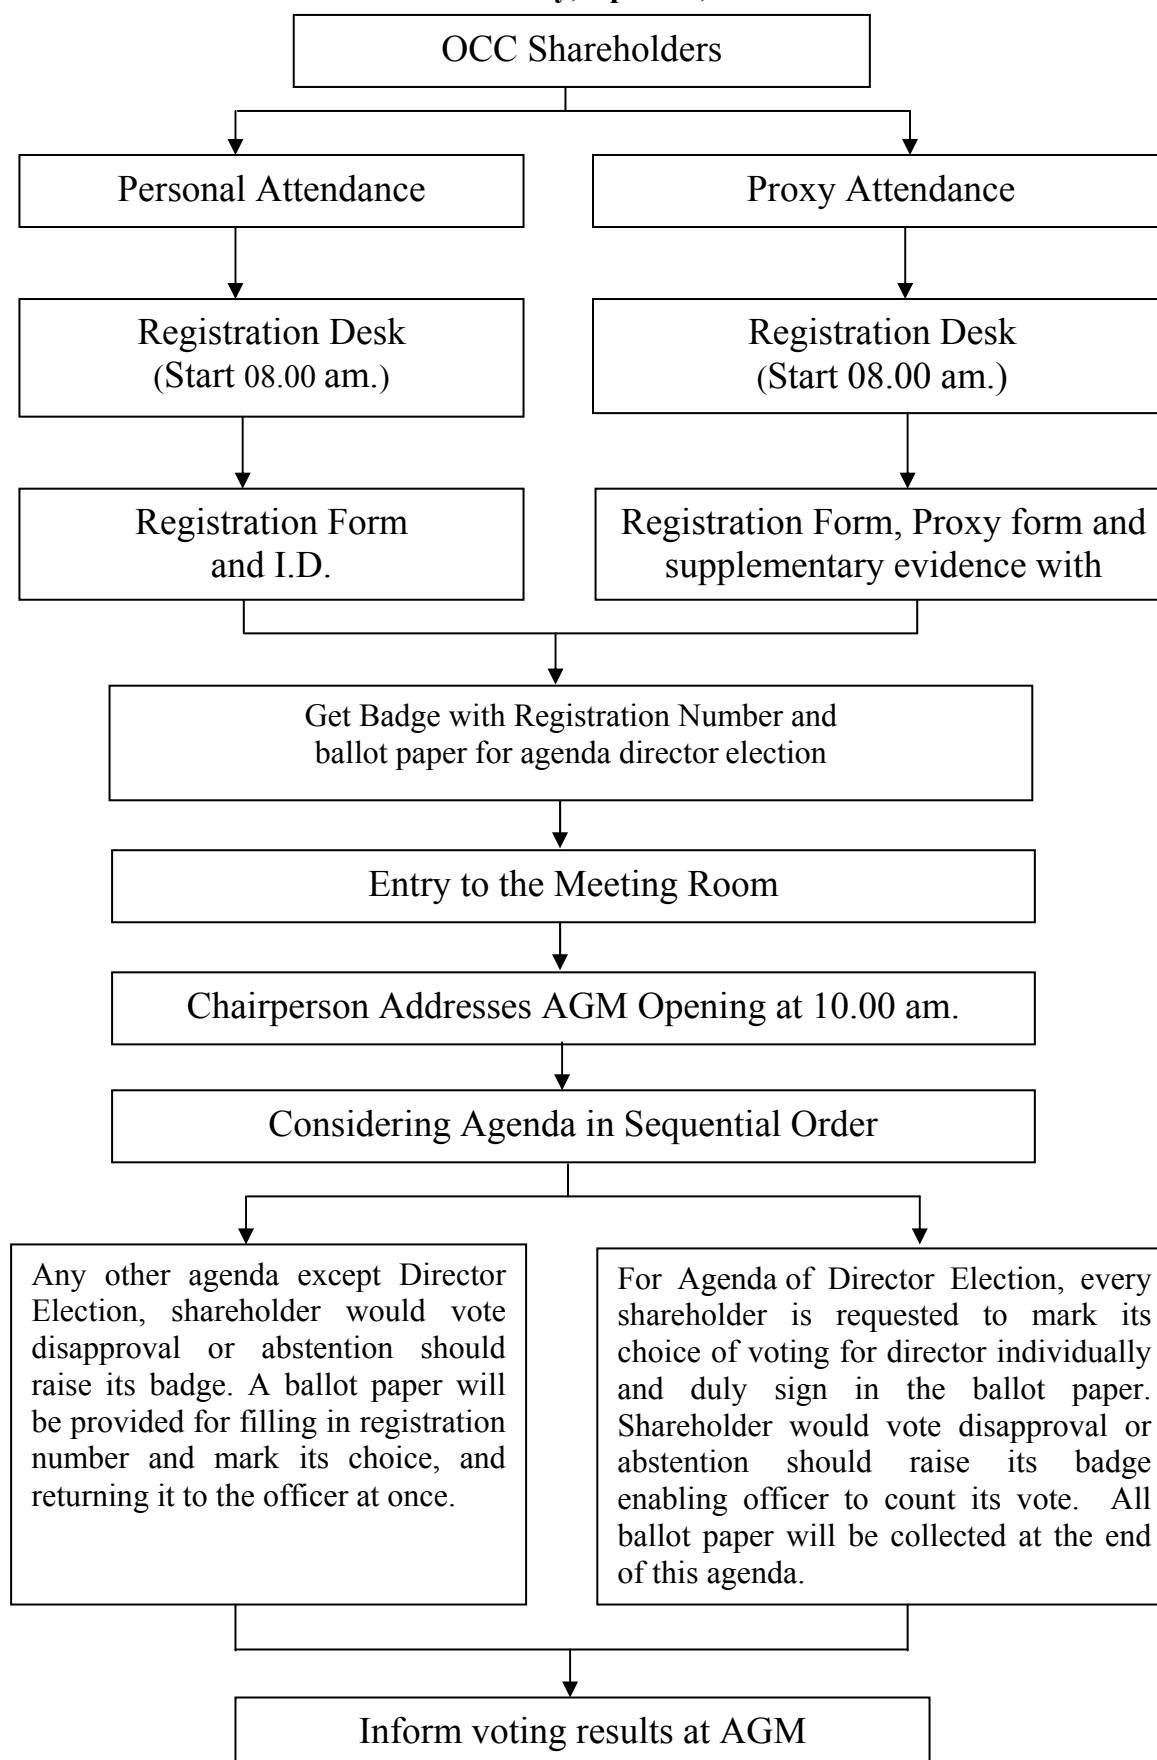 OCC Shareholders
Personal Attendance
Proxy Attendance
Registration Desk
(Start 08.00 am.)
Registration Desk
(Start 08.00 am.)
Registration Form
and I.D.
Registration Form, Proxy form and
supplementary evidence with
Get Badge with Registration Number and
ballot paper for agenda director election
Entry to the Meeting Room
Chairperson Addresses AGM Opening at 10.00 am.
Considering Agenda in Sequential Order
Any other agenda except Director
Election, shareholder would vote
disapproval or abstention should
raise its badge. A ballot paper will
be provided for filling in registration
number and mark its choice, and
returning it to the officer at once.
For Agenda of Director Election, every
shareholder is requested to mark its
choice of voting for director individually
and duly sign in the ballot paper.
Shareholder would vote disapproval or
abstention should raise its badge
enabling officer to count its vote. All
ballot paper will be collected at the end
of this agenda.
Inform voting results at AGM